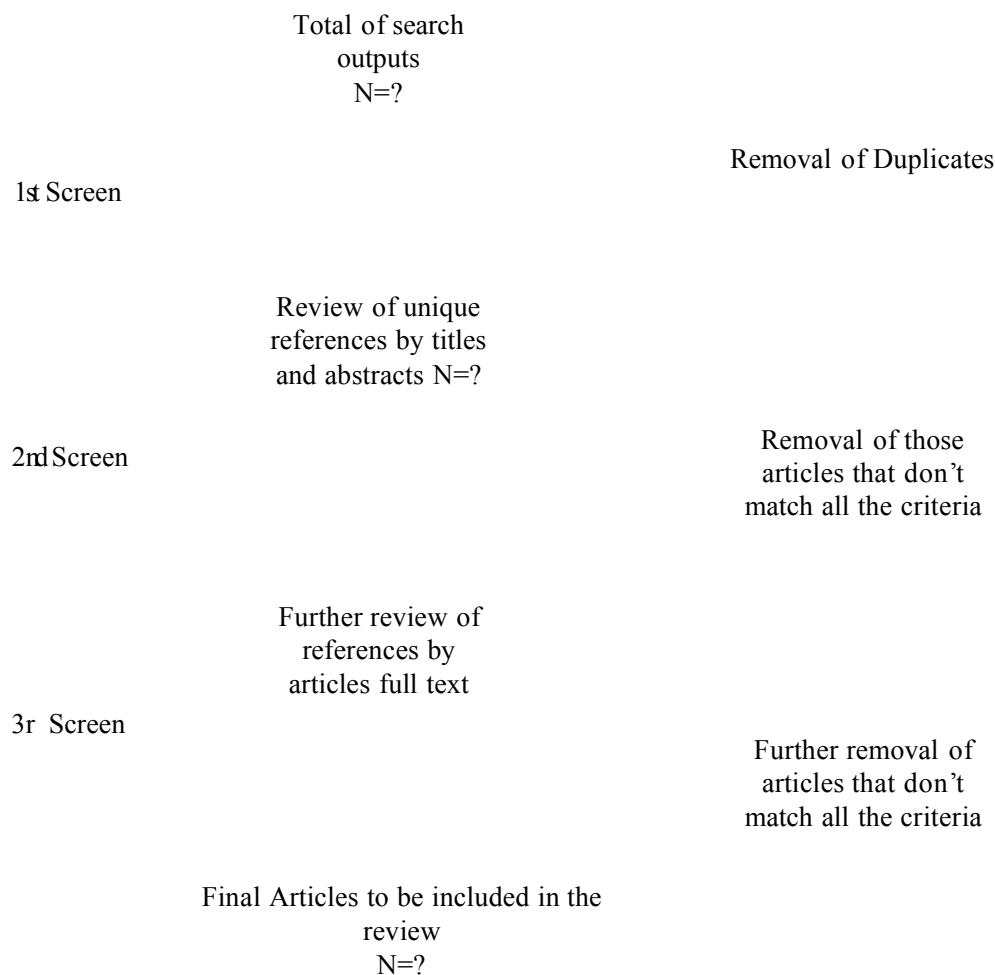 Total of search
outputs
N=?
Removal of Duplicates
1st Screen
Review of unique
references by titles
and abstracts N=?
2nd Screen
Removal of those
articles that don’t
match all the criteria
Further review of
references by
articles full text
3r Screen
Further removal of
articles that don’t
match all the criteria
Final Articles to be included in the
review
N=?